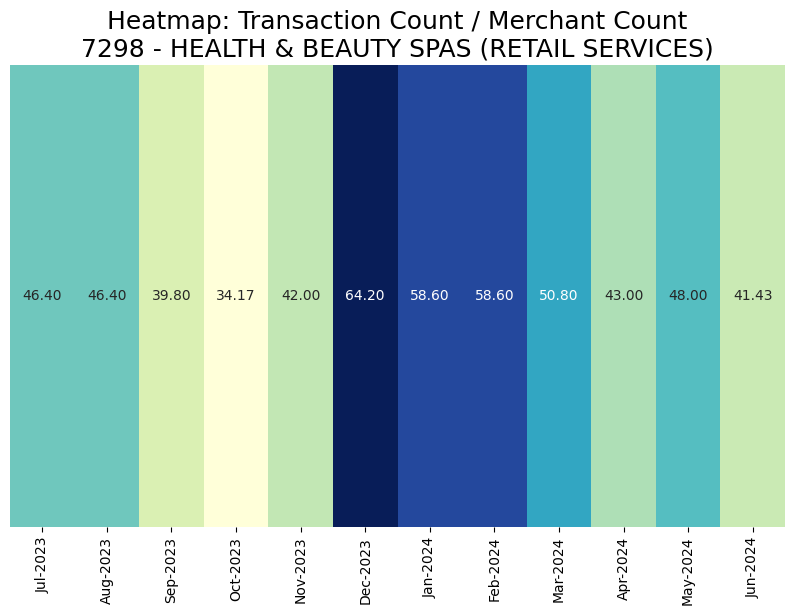 Heatmap: Transaction Count / Merchant Count
7298 - HEALTH & BEAUTY SPAS (RETAIL SERVICES)
46.40 46.40 39.80 34.17 42.00 64.20 58.60 58.60 50.80 43.00 48.00 41.43
Jul-2023 Aug-2023 Sep-2023 Oct-2023 Nov-2023 Dec-2023 Jan-2024 Feb-2024 Mar-2024 Apr-2024 May-2024 Jun-2024